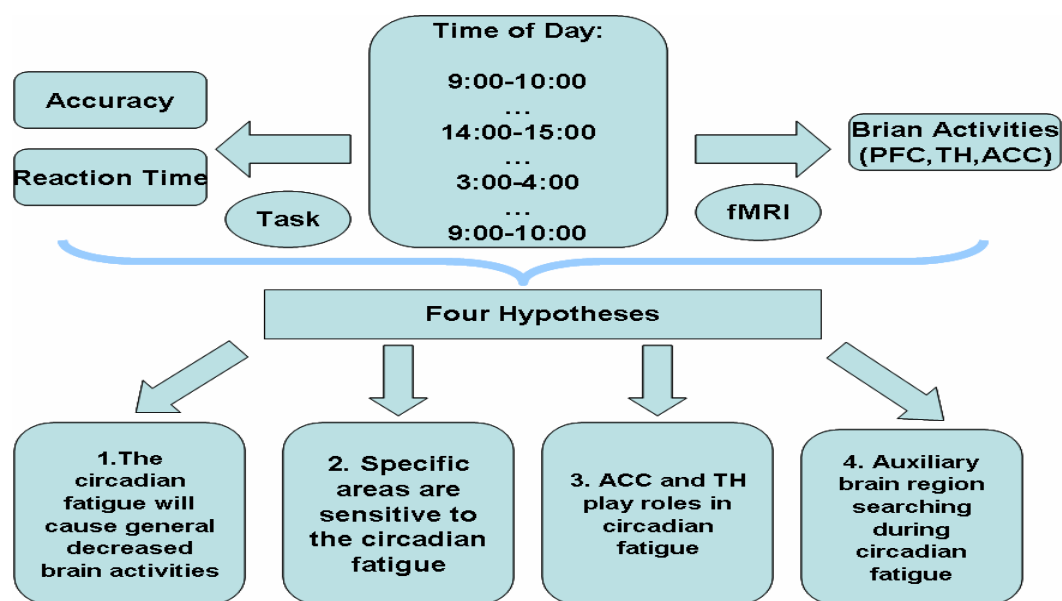 Time of Day:
9:00-10:00
...
14:00-15:00
...
3:00-4:00
...
9:00-10:00
Accuracy
Reaction Time
Task
fMRI
Brian Activities
(PFC,TH,ACC)
Four Hypotheses
1.The
circadian
fatigue will
cause general
decreased
brain activities
2. Specific
areas are
sensitive to
the circadian
fatigue
3. ACC and TH
play roles in
circadian
fatigue
4. Auxiliary
brain region
searching
during
circadian
fatigue